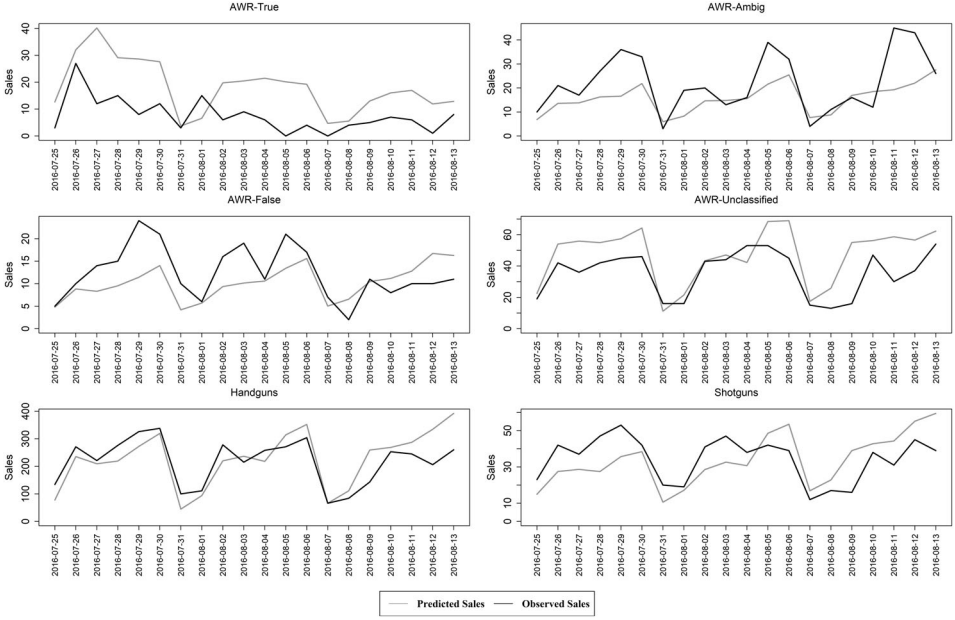 AWR-True
Sales
0 10 20 30 40
2016-07-25 2016-07-26 2016-07-27 2016-07-28 2016-07-29 2016-07-30 2016-07-31 2016-08-01 2016-08-02 2016-08-03 2016-08-04 2016-08-05 2016-08-06 2016-08-07 2016-08-08 2016-08-09 2016-08-10 2016-08-11 2016-08-12 2016-08-13
AWR-Ambig
Sales
0 10 20 30 40
2016-07-25 2016-07-26 2016-07-27 2016-07-28 2016-07-29 2016-07-30 2016-07-31 2016-08-01 2016-08-02 2016-08-03 2016-08-04 2016-08-05 2016-08-06 2016-08-07 2016-08-08 2016-08-09 2016-08-10 2016-08-11 2016-08-12 2016-08-13
AWR-False
Sales
0 5 10 15 20
2016-07-25 2016-07-26 2016-07-27 2016-07-28 2016-07-29 2016-07-30 2016-07-31 2016-08-01 2016-08-02 2016-08-03 2016-08-04 2016-08-05 2016-08-06 2016-08-07 2016-08-08 2016-08-09 2016-08-10 2016-08-11 2016-08-12 2016-08-13
AWR-Unclassified
Sales
0 20 40 60
2016-07-25 2016-07-26 2016-07-27 2016-07-28 2016-07-29 2016-07-30 2016-07-31 2016-08-01 2016-08-02 2016-08-03 2016-08-04 2016-08-05 2016-08-06 2016-08-07 2016-08-08 2016-08-09 2016-08-10 2016-08-11 2016-08-12 2016-08-13
Handguns
Sales
0 100 200 300 400
2016-07-25 2016-07-26 2016-07-27 2016-07-28 2016-07-29 2016-07-30 2016-07-31 2016-08-01 2016-08-02 2016-08-03 2016-08-04 2016-08-05 2016-08-06 2016-08-07 2016-08-08 2016-08-09 2016-08-10 2016-08-11 2016-08-12 2016-08-13
Shotguns
Sales
0 10 30 50
2016-07-25 2016-07-26 2016-07-27 2016-07-28 2016-07-29 2016-07-30 2016-07-31 2016-08-01 2016-08-02 2016-08-03 2016-08-04 2016-08-05 2016-08-06 2016-08-07 2016-08-08 2016-08-09 2016-08-10 2016-08-11 2016-08-12 2016-08-13
Predicted Sales Observed Sales